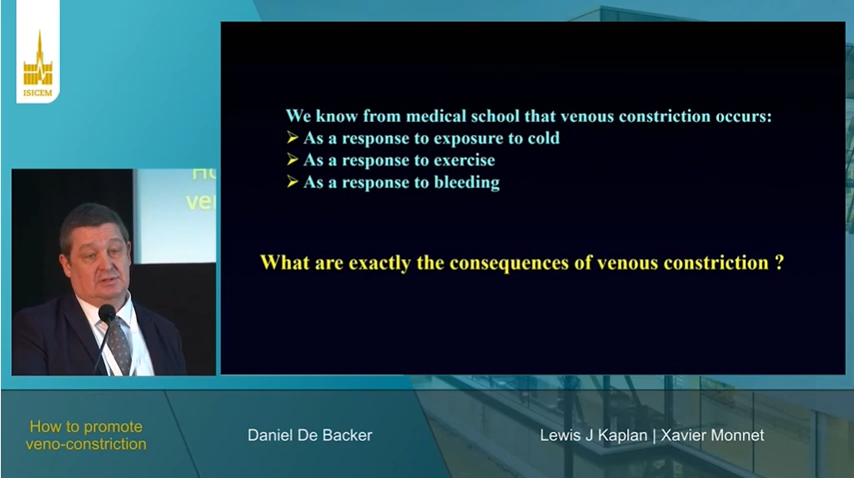 ISICEM
We know from medical school that venous constriction occurs:
➢ As a response to exposure to cold
➢ As a response to exercise
➢ As a response to bleeding
What are exactly the consequences of venous constriction ?
How to promote
veno-constriction
Daniel De Backer
Lewis J Kaplan | Xavier Monnet